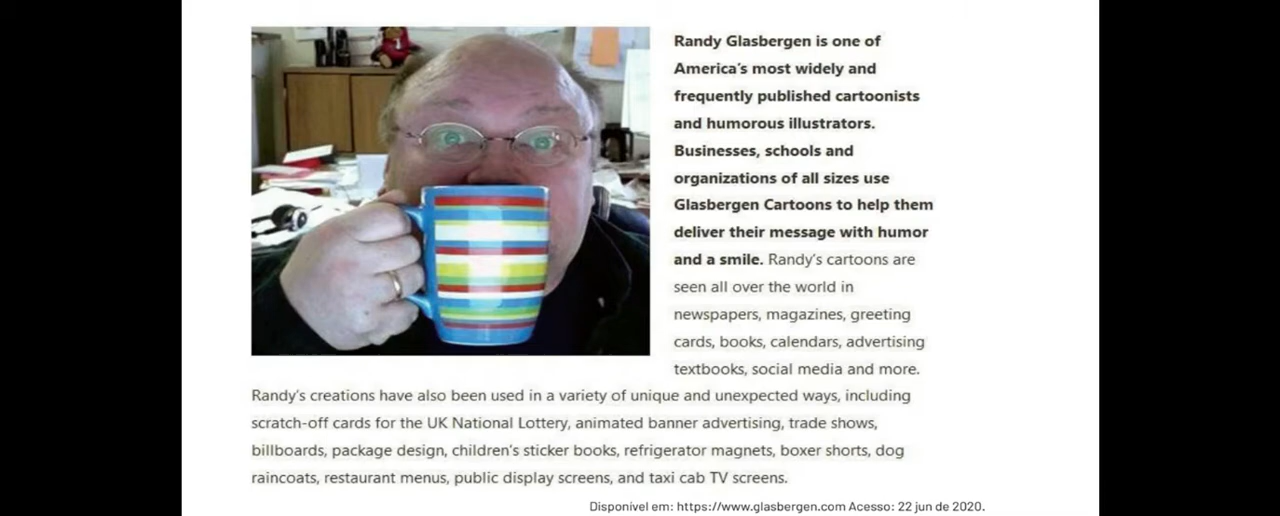 Randy Glasbergen is one of
America's most widely and
frequently published cartoonists
and humorous illustrators.
Businesses, schools and
organizations of all sizes use
Glasbergen Cartoons to help them
deliver their message with humor
and a smile. Randy's cartoons are
seen all over the world in
newspapers, magazines, greeting
cards, books, calendars, advertising
textbooks, social media and more.
Randy's creations have also been used in a variety of unique and unexpected ways, including
scratch-off cards for the UK National Lottery, animated banner advertising, trade shows,
billboards, package design, children's sticker books, refrigerator magnets, boxer shorts, dog
raincoats, restaurant menus, public display screens, and taxi cab TV screens.
Disponível em: https://www.glasbergen.com Acesso: 22 jun de 2020.